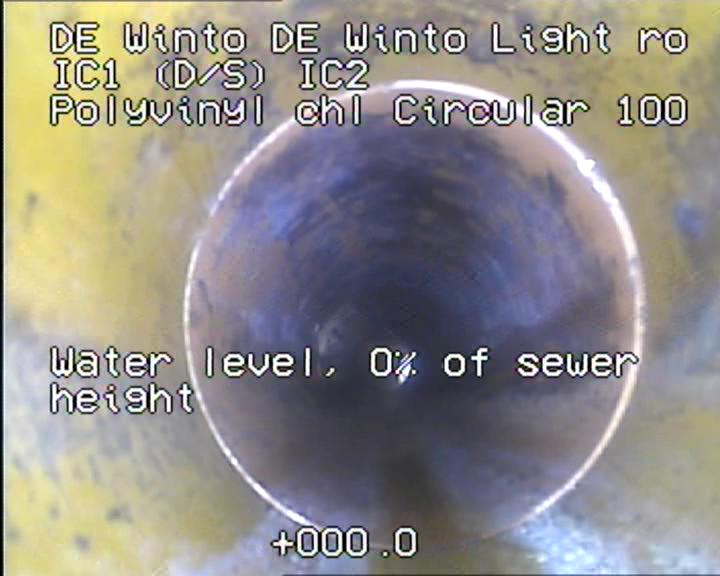 DE Winto DE Winto Light ro
IC1 (D/S) IC2
Polyvinyl chl Circular 100
Water level, 0% of sewer
height
+000.0